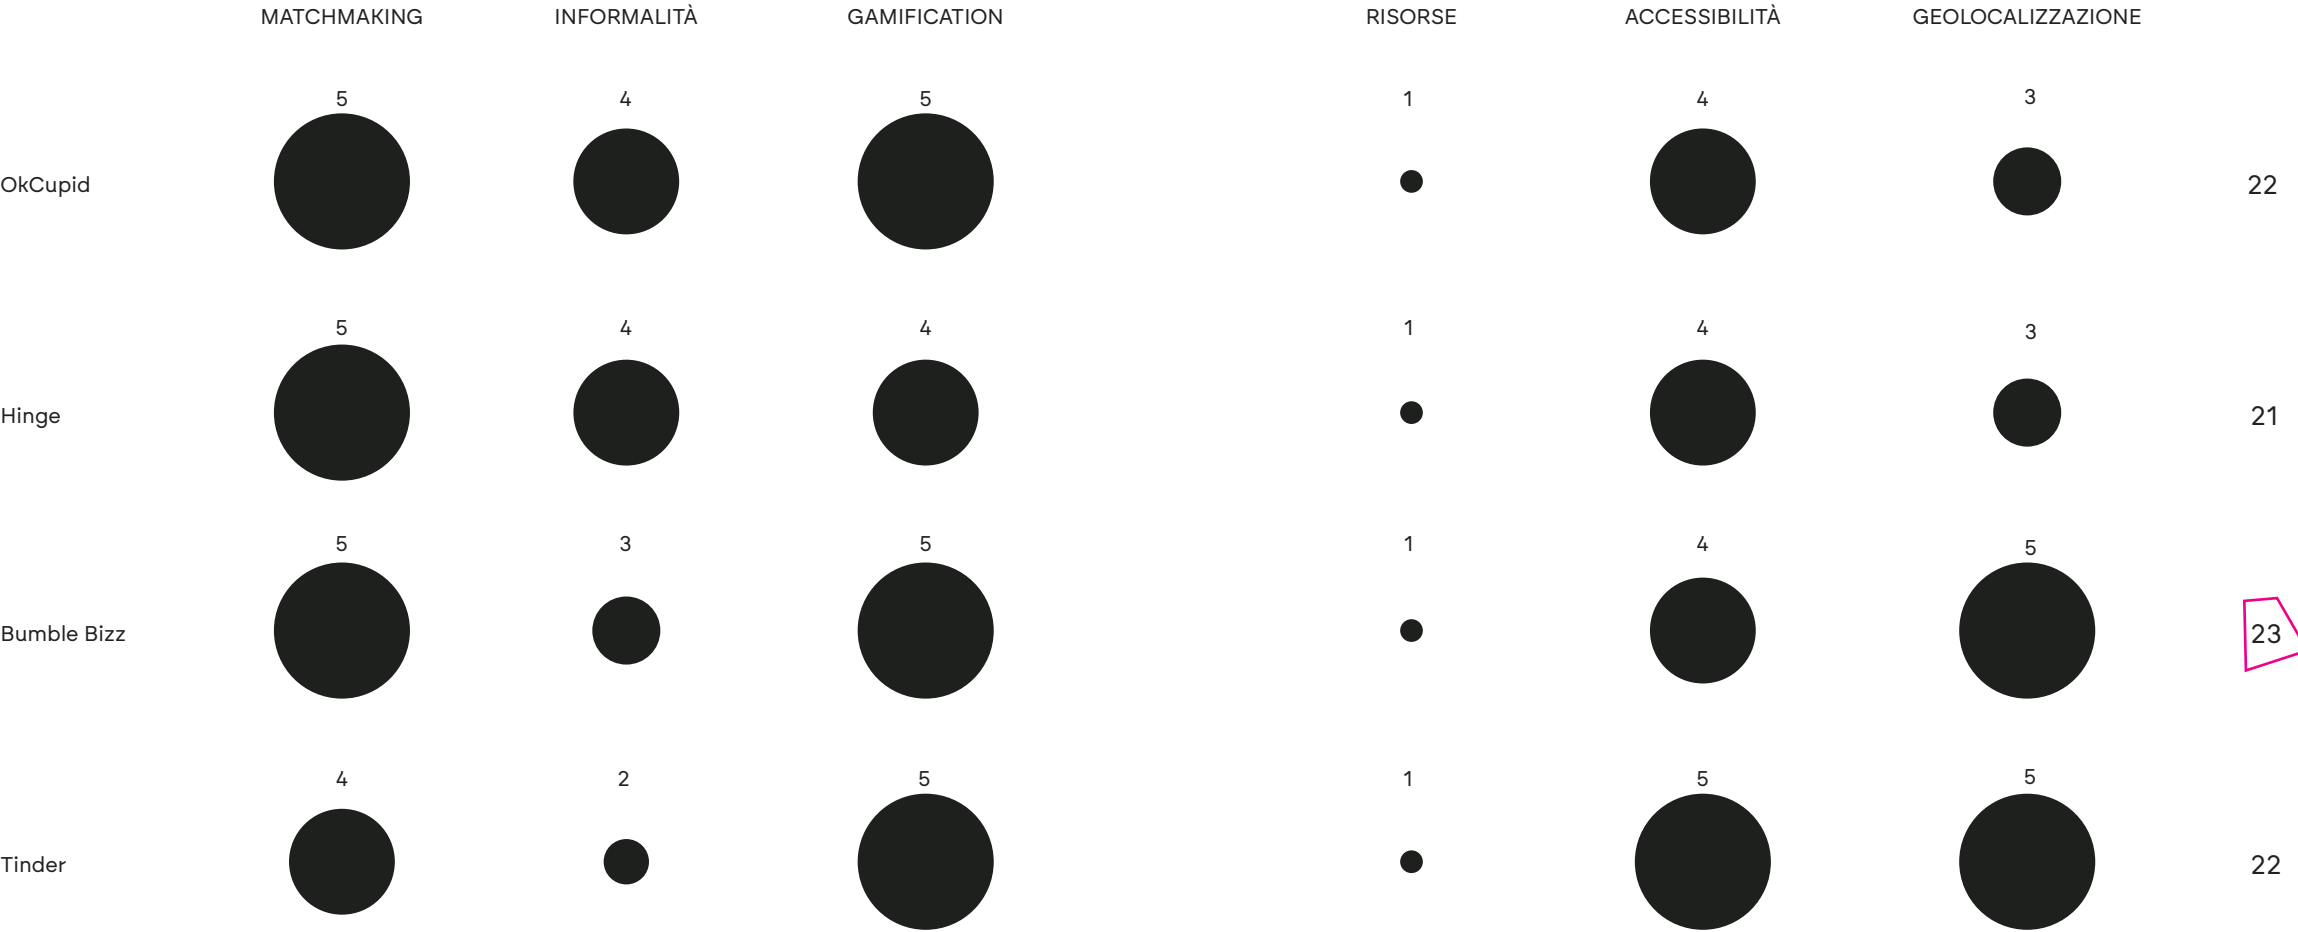 MATCHMAKING INFORMALITÀ GAMIFICATION RISORSE ACCESSIBILITÀ GEOLOCALIZZAZIONE
5 4 5 1 4 3
OkCupid 22
5 4 4 1 4 3
Hinge 21
5 3 5 1 4 5
Bumble Bizz 23
4 2 5 1 5 5
Tinder 22